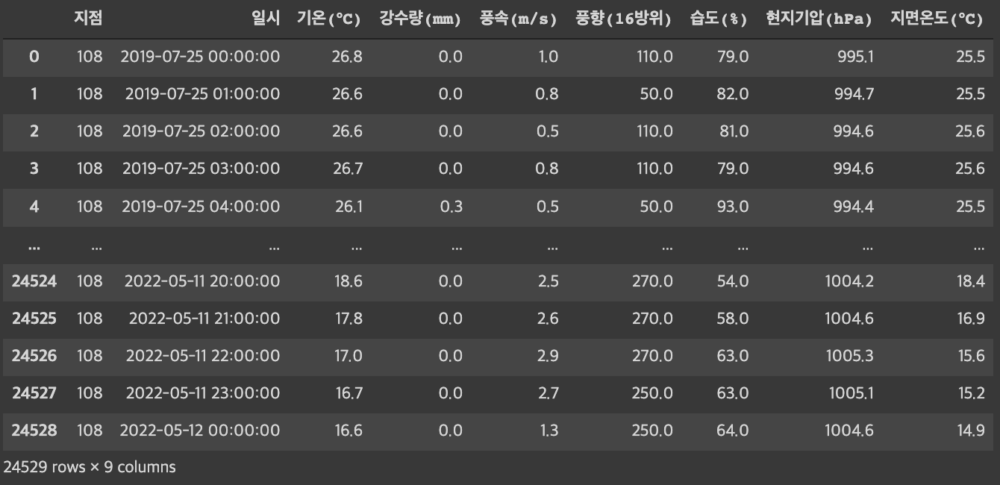 지점 일시 기온(°C) 강수량(mm) 풍속(m/s) 풍향(16방위) 습도(%) 현지기압(hPa) 지면온도(°C)
0 108 2019-07-25 00:00:00 26.8 0.0 1.0 110.0 79.0 995.1 25.5
1 108 2019-07-25 01:00:00 26.6 0.0 0.8 50.0 82.0 994.7 25.5
2 108 2019-07-25 02:00:00 26.6 0.0 0.5 110.0 81.0 994.6 25.6
3 108 2019-07-25 03:00:00 26.7 0.0 0.8 110.0 79.0 994.6 25.6
4 108 2019-07-25 04:00:00 26.1 0.3 0.5 50.0 93.0 994.4 25.5
... ... ... ... ... ... ... ... ... ...
24524 108 2022-05-11 20:00:00 18.6 0.0 2.5 270.0 54.0 1004.2 18.4
24525 108 2022-05-11 21:00:00 17.8 0.0 2.6 270.0 58.0 1004.6 16.9
24526 108 2022-05-11 22:00:00 17.0 0.0 2.9 270.0 63.0 1005.3 15.6
24527 108 2022-05-11 23:00:00 16.7 0.0 2.7 250.0 63.0 1005.1 15.2
24528 108 2022-05-12 00:00:00 16.6 0.0 1.3 250.0 64.0 1004.6 14.9
24529 rows × 9 columns